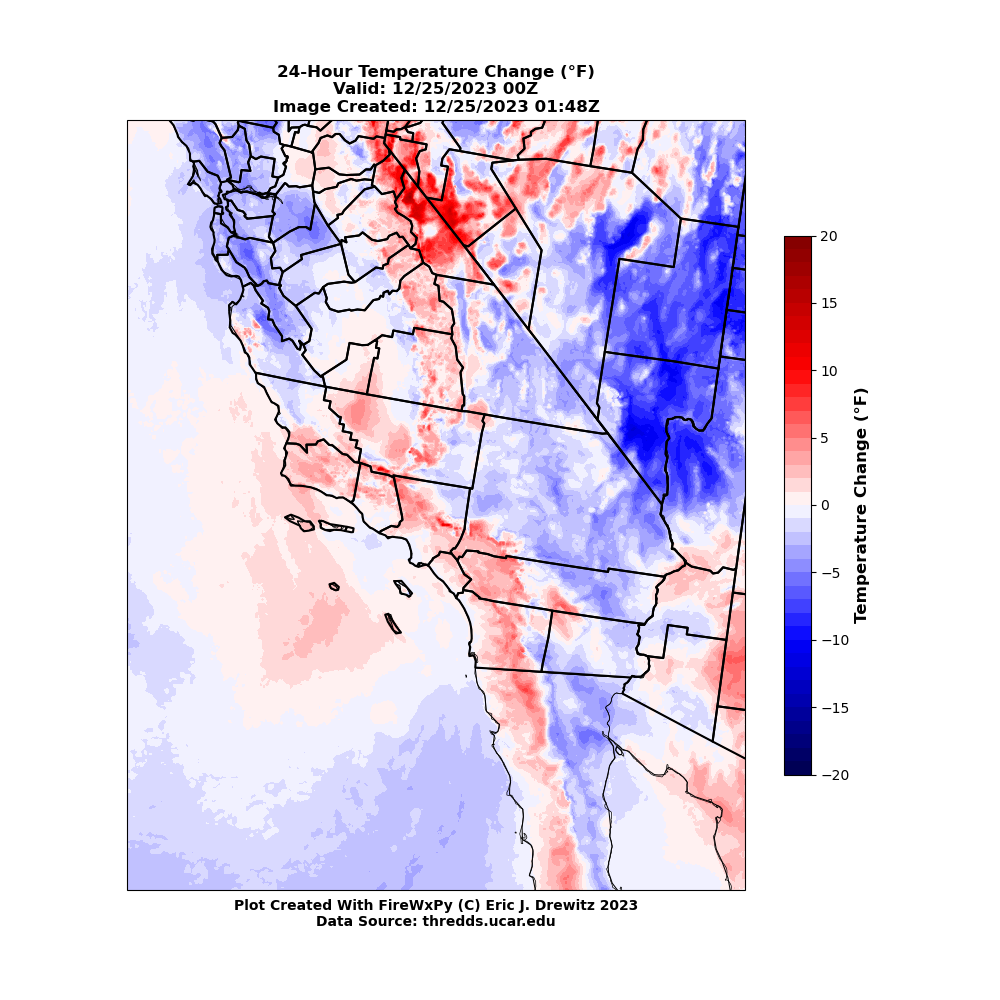 24-Hour Temperature Change (°F)
Valid: 12/25/2023 00Z
Image Created: 12/25/2023 01:48Z
20
15
10
5
0
−5
−10
−15
−20
Temperature Change (°F)
Plot Created With FireWxPy (C) Eric J. Drewitz 2023
Data Source: thredds.ucar.edu